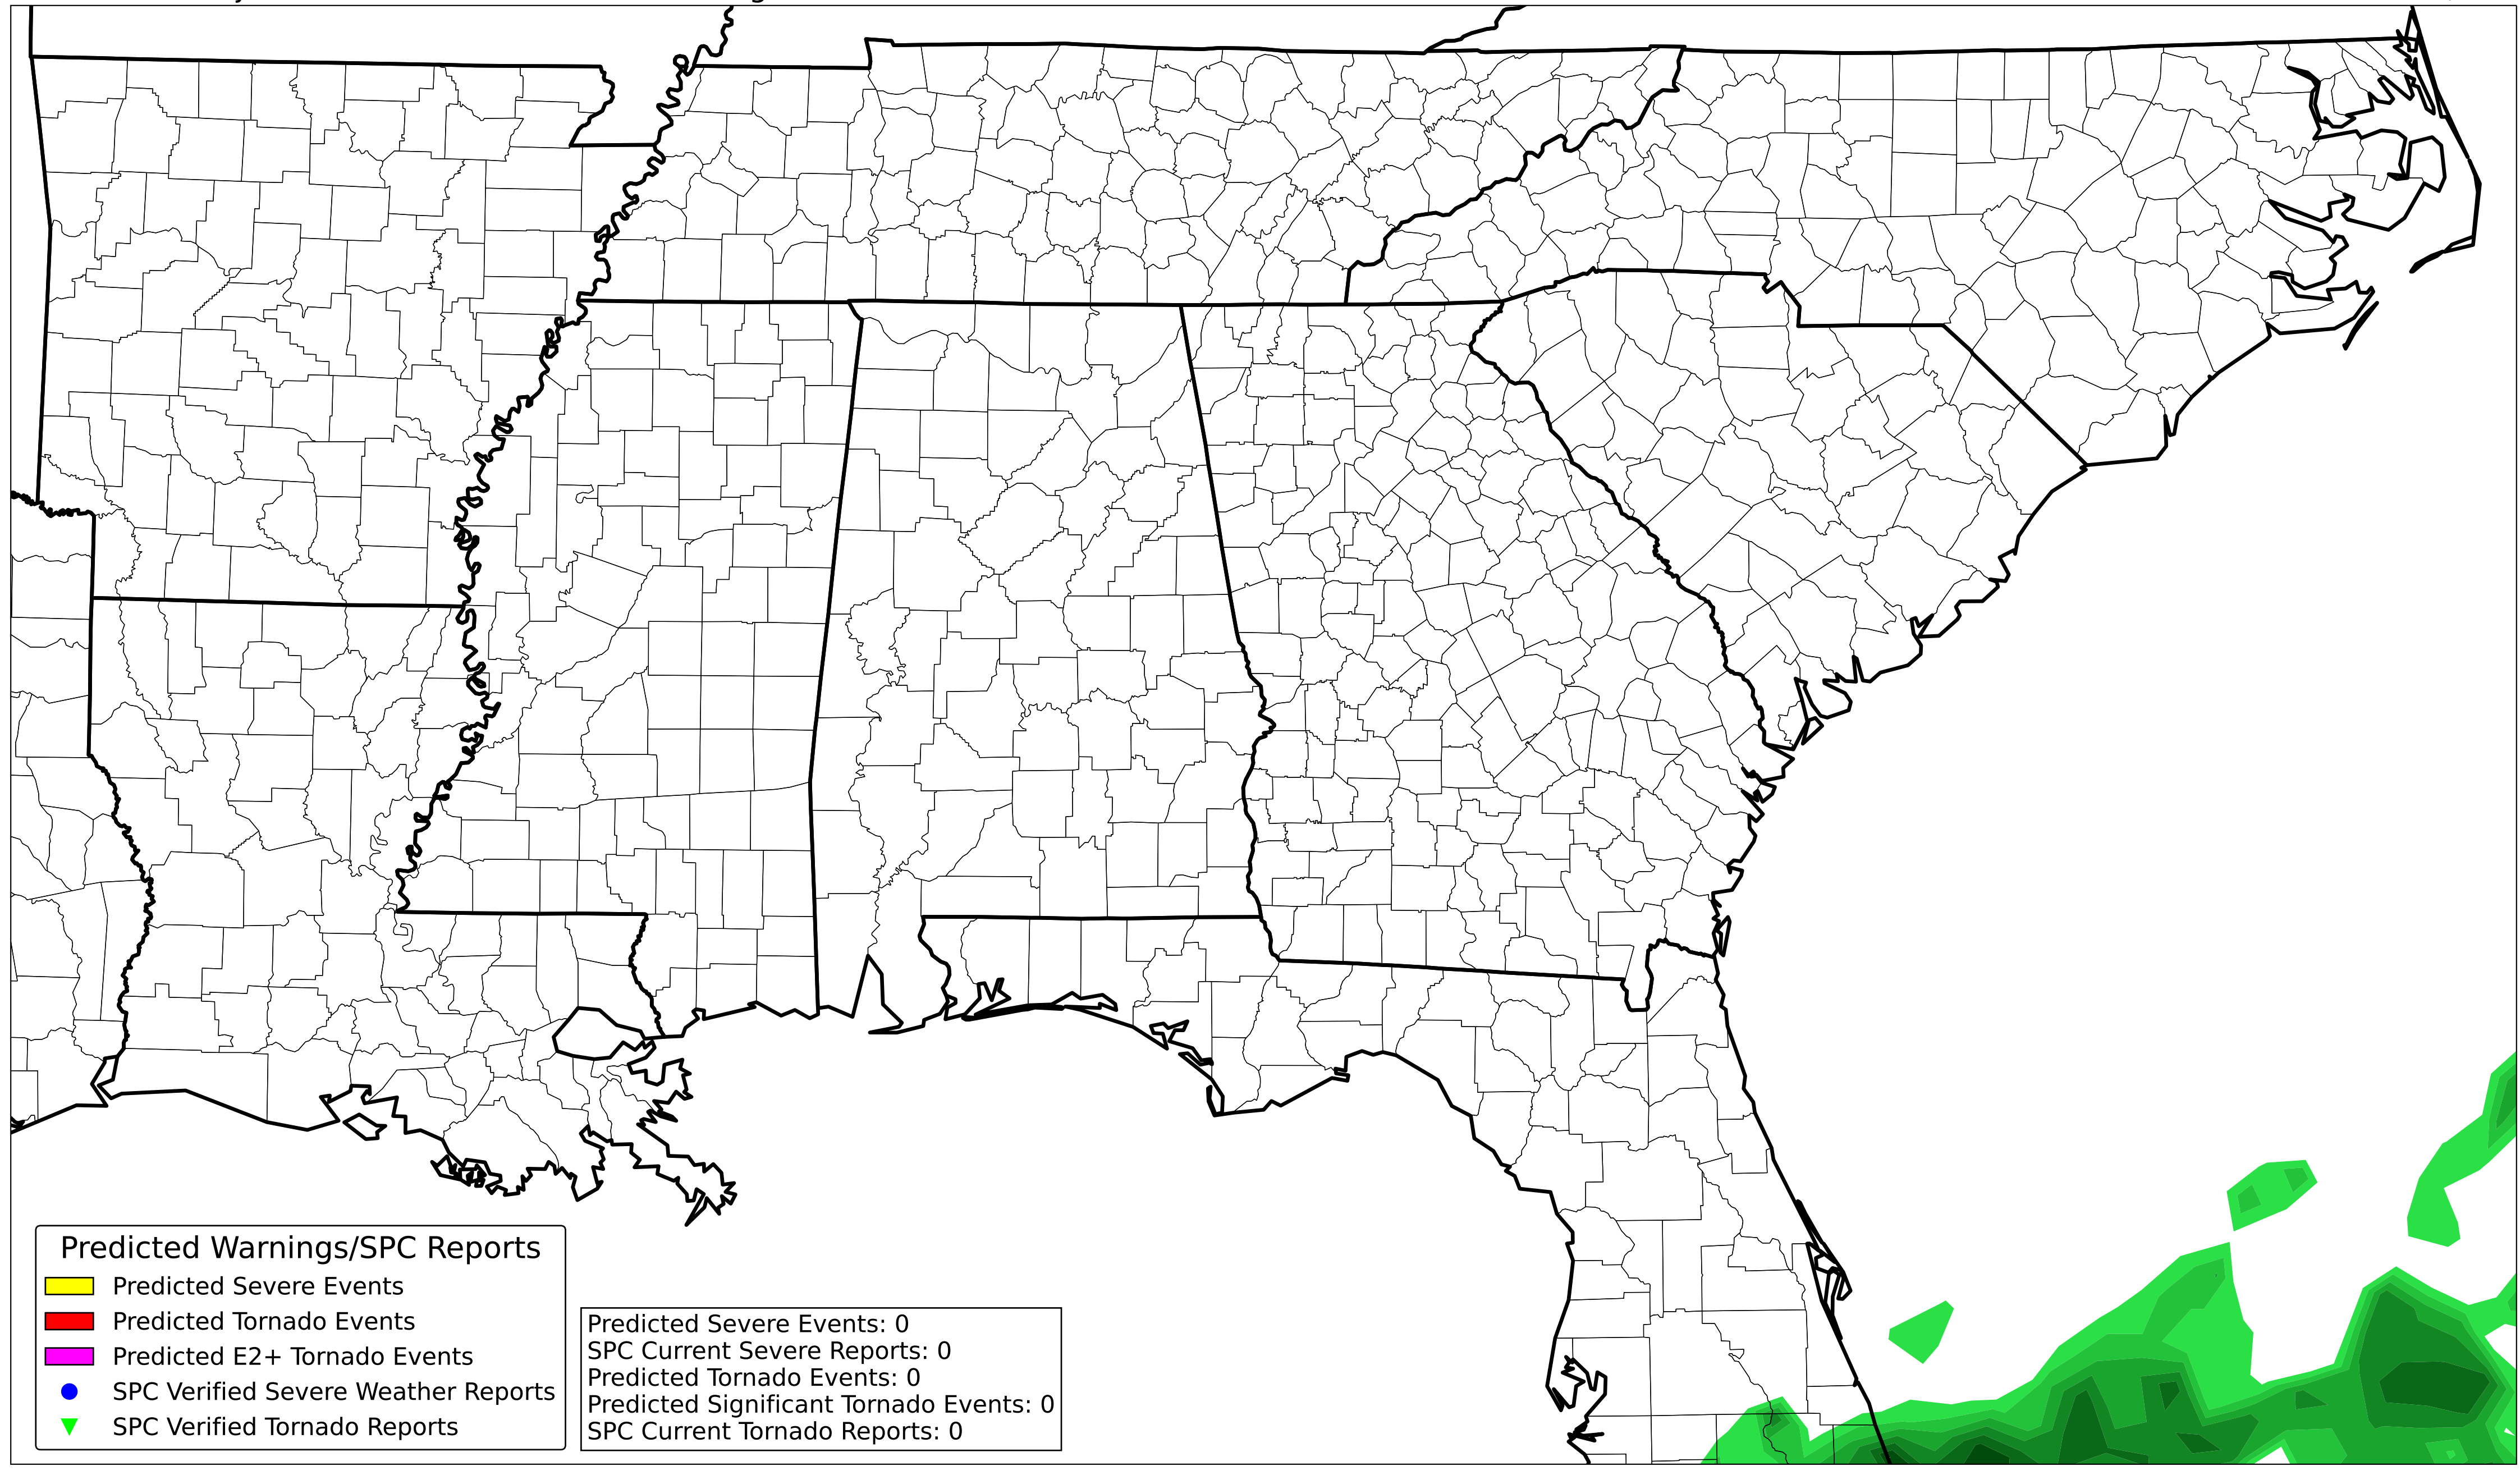 Predicted Warnings/SPC Reports
Predicted Severe Events
Predicted Tornado Events
Predicted E2+ Tornado Events
SPC Verified Severe Weather Reports
SPC Verified Tornado Reports
Predicted Severe Events: 0
SPC Current Severe Reports: 0
Predicted Tornado Events: 0
Predicted Significant Tornado Events: 0
SPC Current Tornado Reports: 0